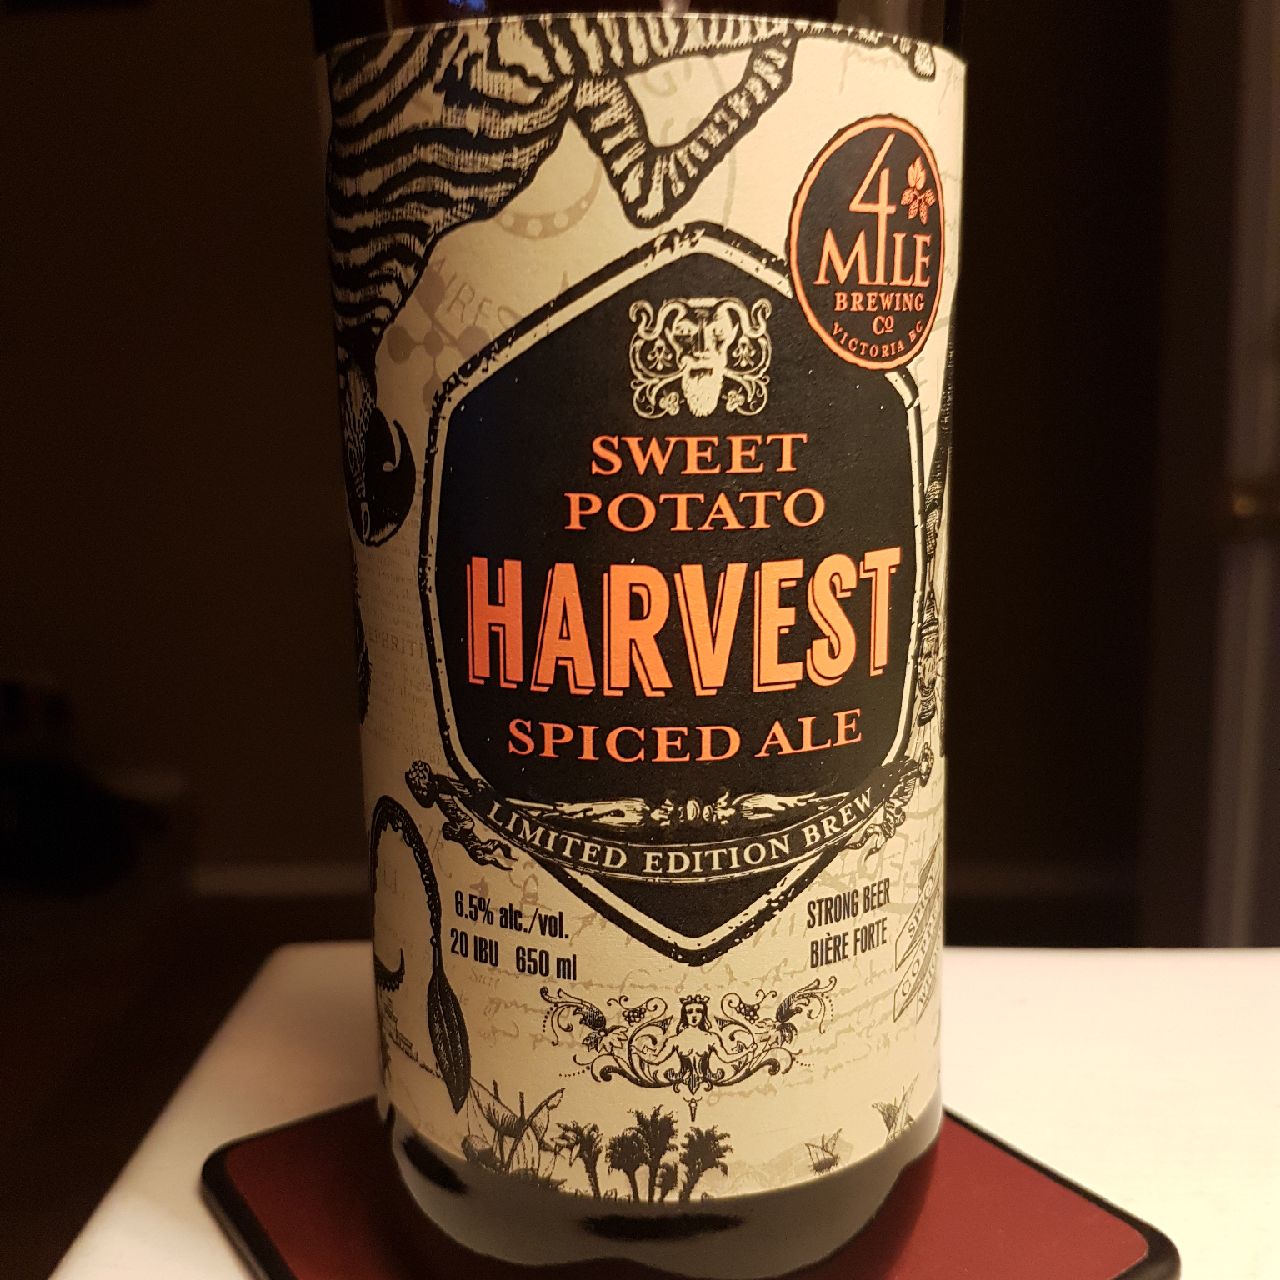 4
MILE
BREWING
CO
VICTORIA BC
SWEET
POTATO
HARVEST
SPICED ALE
LIMITED EDITION BREW
6.5% alc./vol.
20 IBU 650 ml
STRONG BEER
BIÈRE FORTE
SPICY